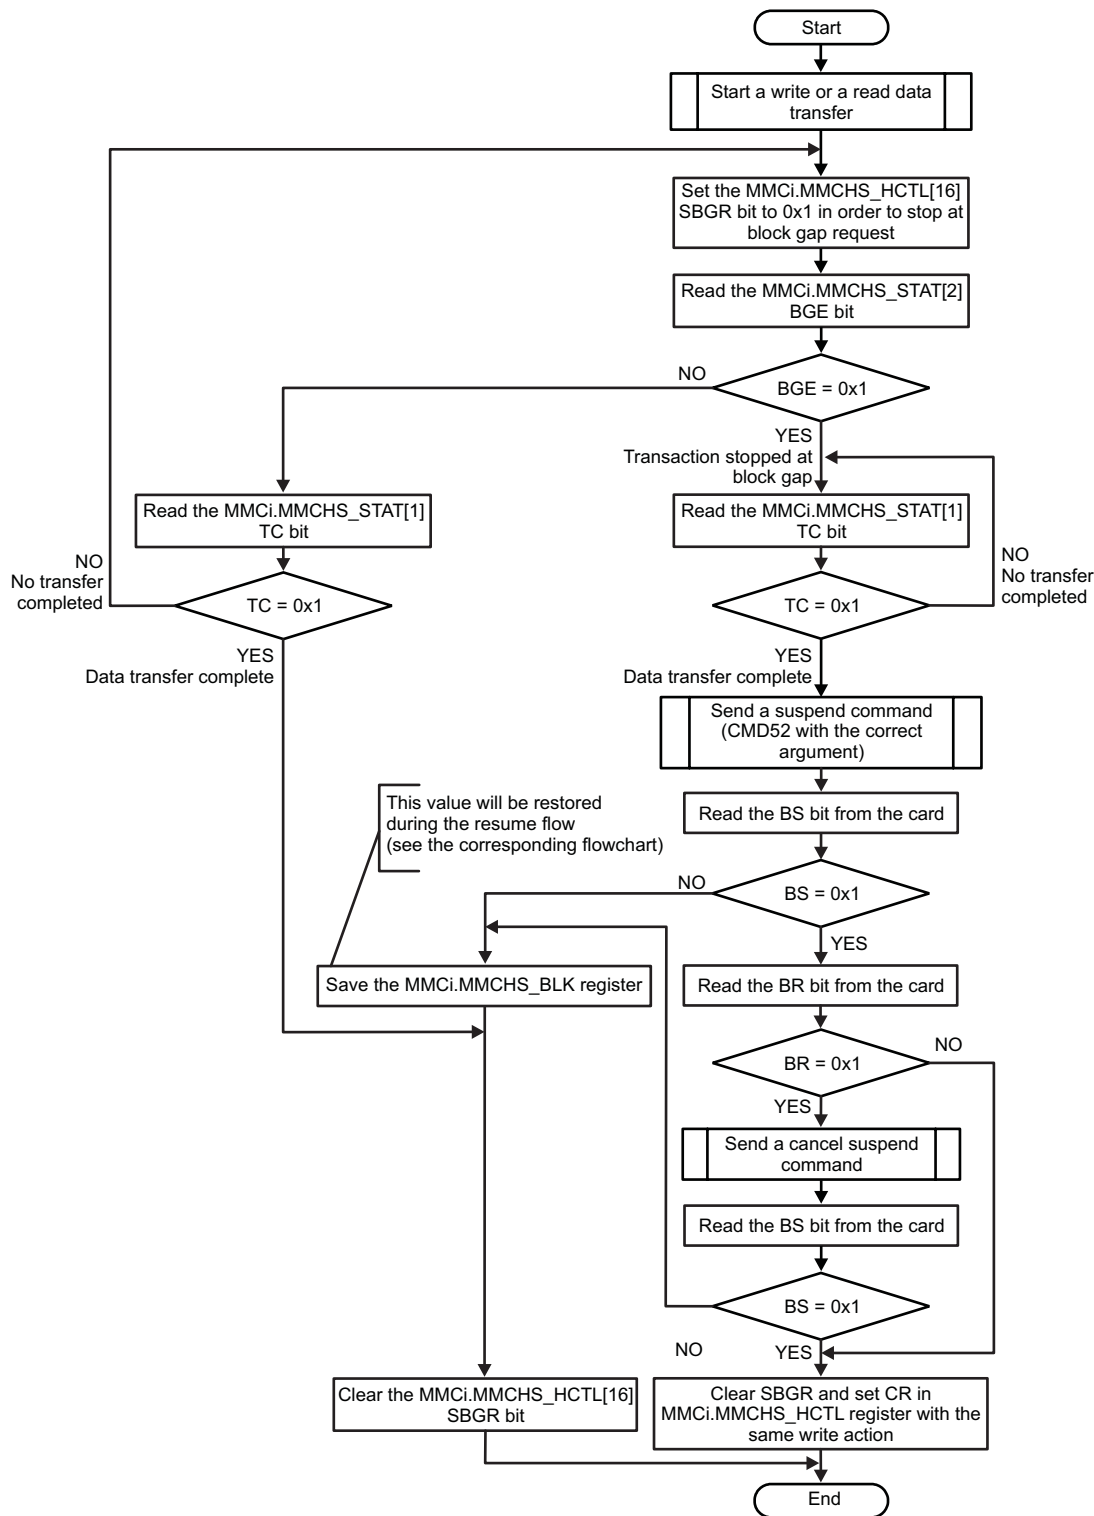 Start
Start a write or a read data
transfer
Set the MMCi.MMCHS_HCTL[16]
SBGR bit to 0x1 in order to stop at
block gap request
Read the MMCi.MMCHS_STAT[2]
BGE bit
NO
BGE = 0x1
YES
Transaction stopped at
block gap
Read the MMCi.MMCHS_STAT[1]
TC bit
Read the MMCi.MMCHS_STAT[1]
TC bit
NO
No transfer
completed
TC = 0x1
TC = 0x1
NO
No transfer
completed
YES
Data transfer complete
YES
Data transfer complete
Send a suspend command
(CMD52 with the correct
argument)
This value will be restored
during the resume flow
(see the corresponding flowchart)
Read the BS bit from the card
NO
BS = 0x1
YES
Save the MMCi.MMCHS_BLK register
Read the BR bit from the card
NO
BR = 0x1
YES
Send a cancel suspend
command
Read the BS bit from the card
BS = 0x1
NO
YES
Clear the MMCi.MMCHS_HCTL[16]
SBGR bit
Clear SBGR and set CR in
MMCi.MMCHS_HCTL register with the
same write action
End